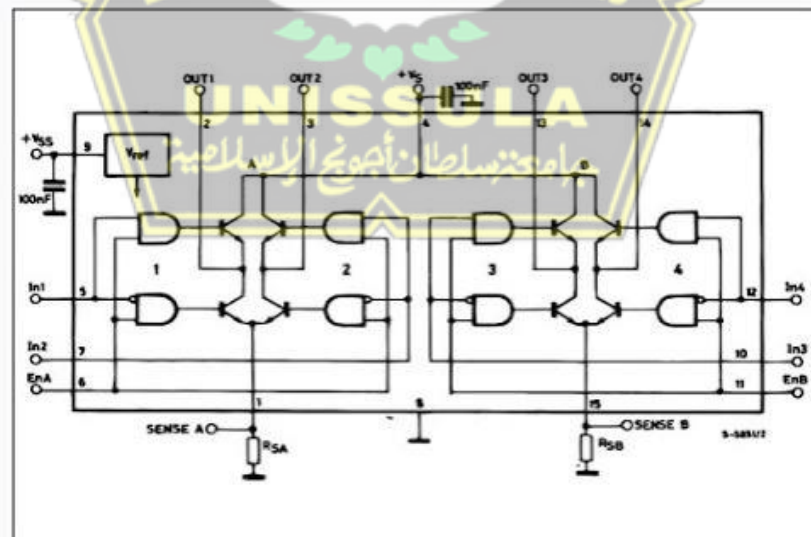 OUT1 OUT2 +VS 100nF OUT3 OUT4
UNISSULA
2 3 4 13 14
جامعتنسلطان أجونج الإسلامية
+VSS 9 Vref
A B
100nF
1 2 3 4
In1 5 12 In4
In2 7 10 In3
EnA 6 11 EnB
1 8 15
SENSE A SENSE B
S-5851/2
RSA RSB